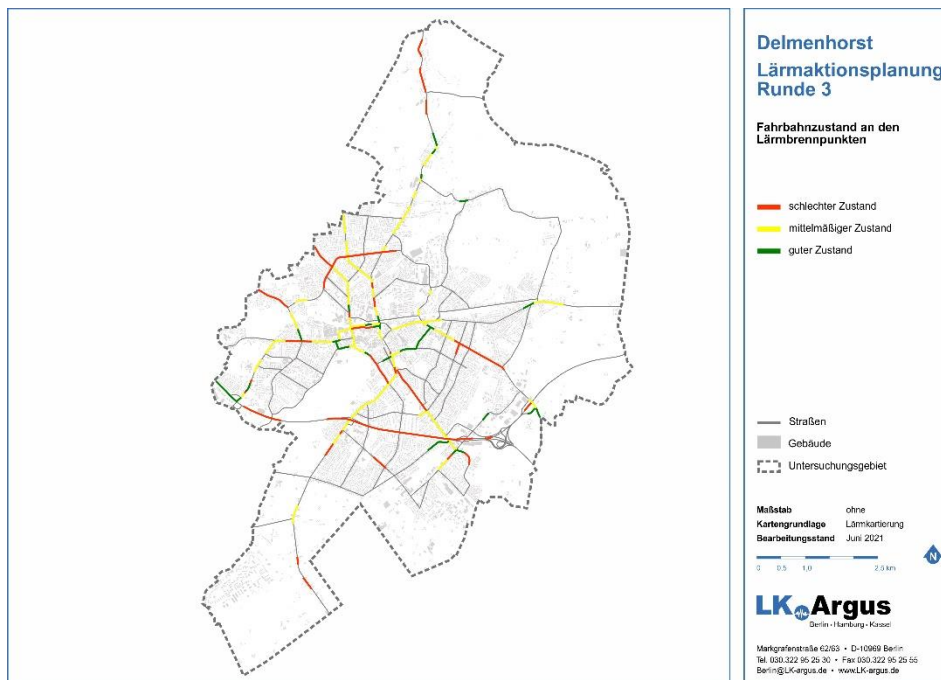 Delmenhorst
Lärmaktionsplanung
Runde 3
Fahrbahnzustand an den
Lärmbrennpunkten
schlechter Zustand
mittelmäßiger Zustand
guter Zustand
Straßen
Gebäude
Untersuchungsgebiet
Maßstab ohne
Kartengrundlage Lärmkartierung
Bearbeitungsstand Juni 2021
N
0 0,5 1,0 2,0 km
LK Argus
Berlin - Hamburg - Kassel
Markgrafenstraße 62/63 • D-10969 Berlin
Tel. 030.322 95 25 30 • Fax 030.322 95 25 55
Berlin@LK-argus.de • www.LK-argus.de